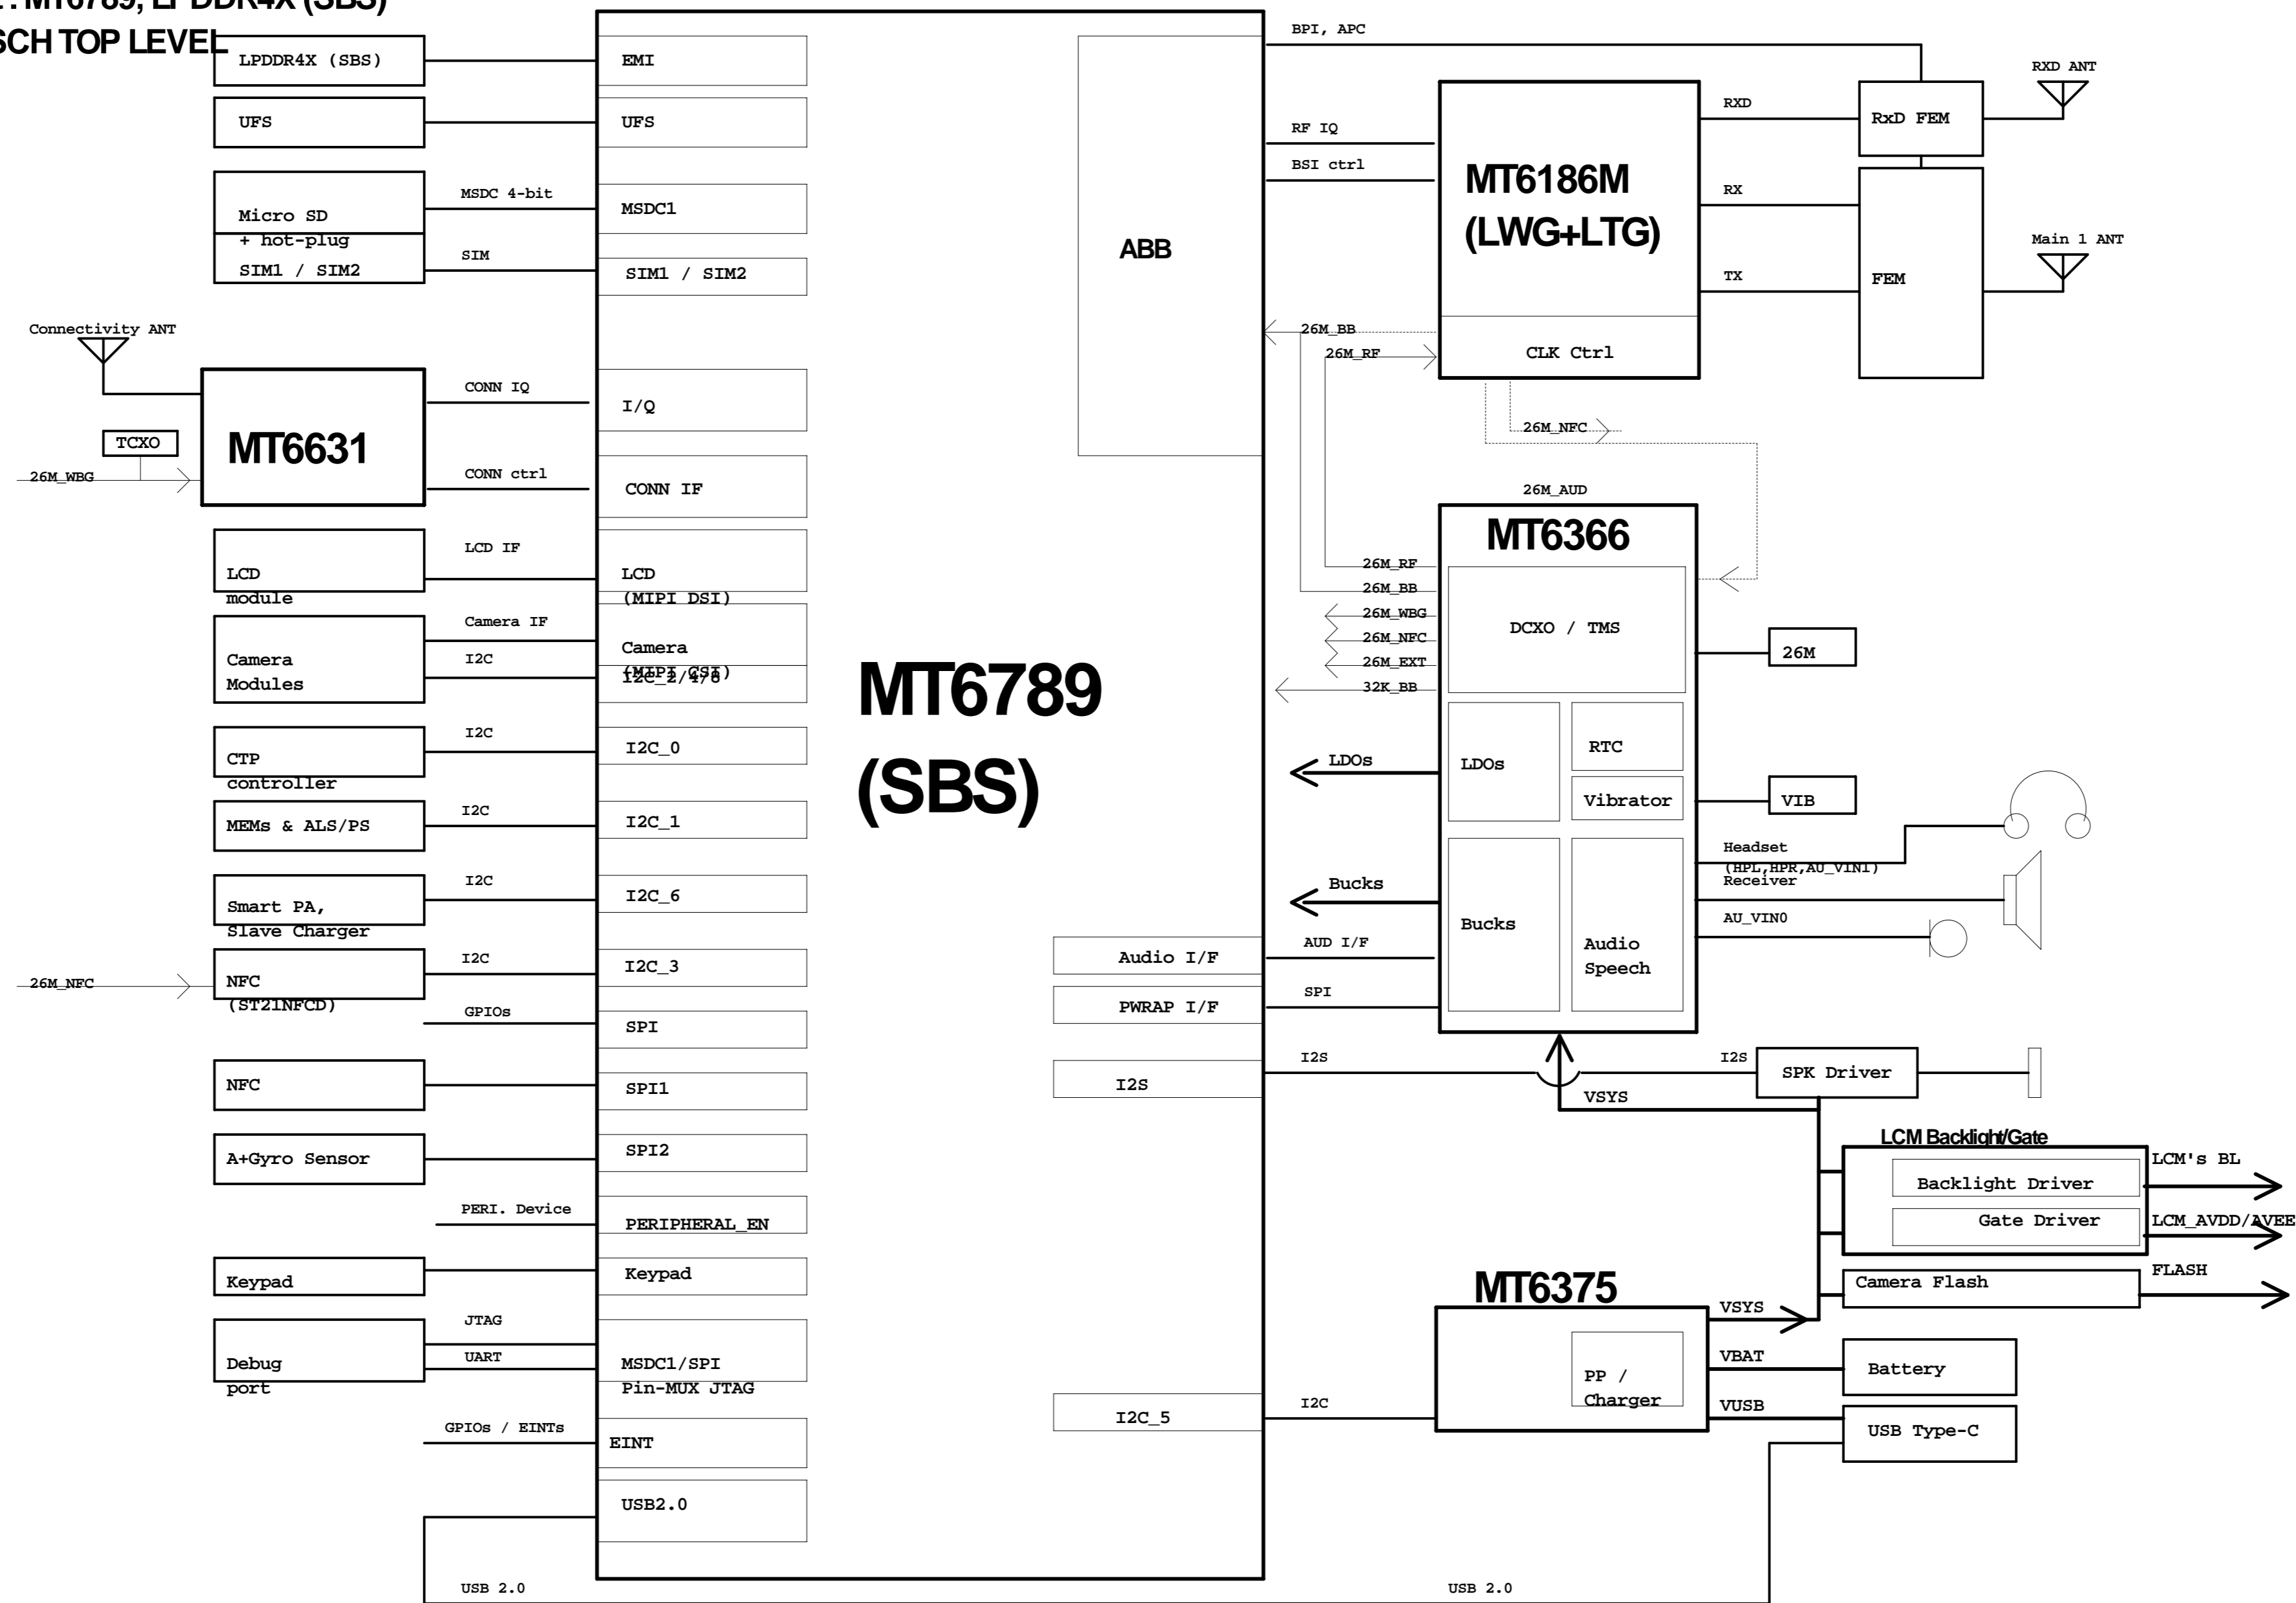 : MT6789, LPDDR4X (SBS)
SCH TOP LEVEL
LPDDR4X (SBS)
EMI
UFS
UFS
Micro SD
+ hot-plug
MSDC 4-bit
MSDC1
SIM1 / SIM2
SIM
SIM1 / SIM2
Connectivity ANT
MT6631
TCXO
26M_WBG
CONN IQ
I/Q
CONN ctrl
CONN IF
LCD
module
LCD IF
LCD
(MIPI DSI)
Camera
Modules
Camera IF
Camera
(MIPI CSI)
I2C
I2C_2/4/8
CTP
controller
I2C
I2C_0
MEMs & ALS/PS
I2C
I2C_1
Smart PA,
Slave Charger
I2C
I2C_6
26M_NFC
NFC
(ST21NFCD)
I2C
I2C_3
GPIOs
SPI
NFC
SPI1
A+Gyro Sensor
SPI2
PERI. Device
PERIPHERAL_EN
Keypad
Keypad
Debug
port
JTAG
UART
MSDC1/SPI
Pin-MUX JTAG
GPIOs / EINTs
EINT
USB2.0
USB 2.0
MT6789
(SBS)
ABB
Audio I/F
PWRAP I/F
I2S
I2C_5
BPI, APC
RF IQ
BSI ctrl
MT6186M
(LWG+LTG)
CLK Ctrl
RXD
RX
TX
RxD FEM
FEM
RXD ANT
Main 1 ANT
26M_BB
26M_RF
26M_NFC
26M_AUD
MT6366
26M_RF
26M_BB
26M_WBG
26M_NFC
26M_EXT
32K_BB
DCXO / TMS
26M
LDOs
LDOs
RTC
Vibrator
VIB
Bucks
Bucks
Audio
Speech
Headset
(HPL,HPR,AU_VIN1)
Receiver
AU_VIN0
AUD I/F
SPI
I2S
I2S
SPK Driver
VSYS
LCM Backlight/Gate
Backlight Driver
LCM's BL
Gate Driver
LCM_AVDD/AVEE
Camera Flash
FLASH
MT6375
PP /
Charger
VSYS
VBAT
Battery
VUSB
USB Type-C
I2C
USB 2.0